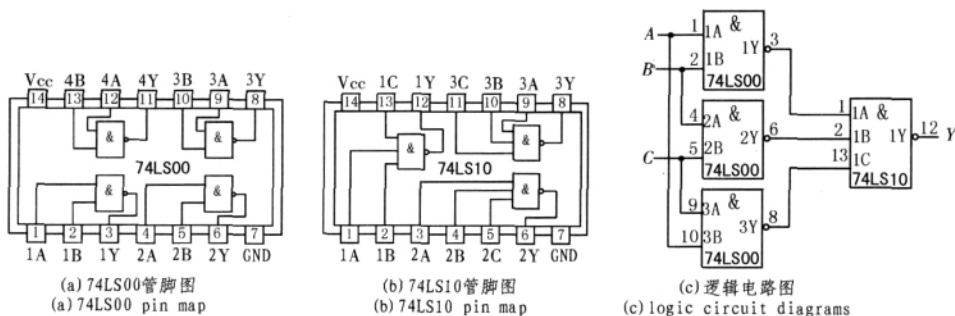 Vcc 4B 4A 4Y 3B 3A 3Y
14 13 12 11 10 9 8
& &
74LS00
& &
1 2 3 4 5 6 7
1A 1B 1Y 2A 2B 2Y GND
(a)74LS00管脚图
(a)74LS00 pin map
Vcc 1C 1Y 3C 3B 3A 3Y
14 13 12 11 10 9 8
& &
74LS10
&
1 2 3 4 5 6 7
1A 1B 2A 2B 2C 2Y GND
(b)74LS10管脚图
(b)74LS10 pin map
A 1 1A & 1Y 3
B 2 1B
74LS00
4 2A & 2Y 6
C 5 2B
74LS00
9 3A & 3Y 8
10 3B
74LS00
1 1A &
2 1B 1Y 12 Y
13 1C
74LS10
(c)逻辑电路图
(c)logic circuit diagrams